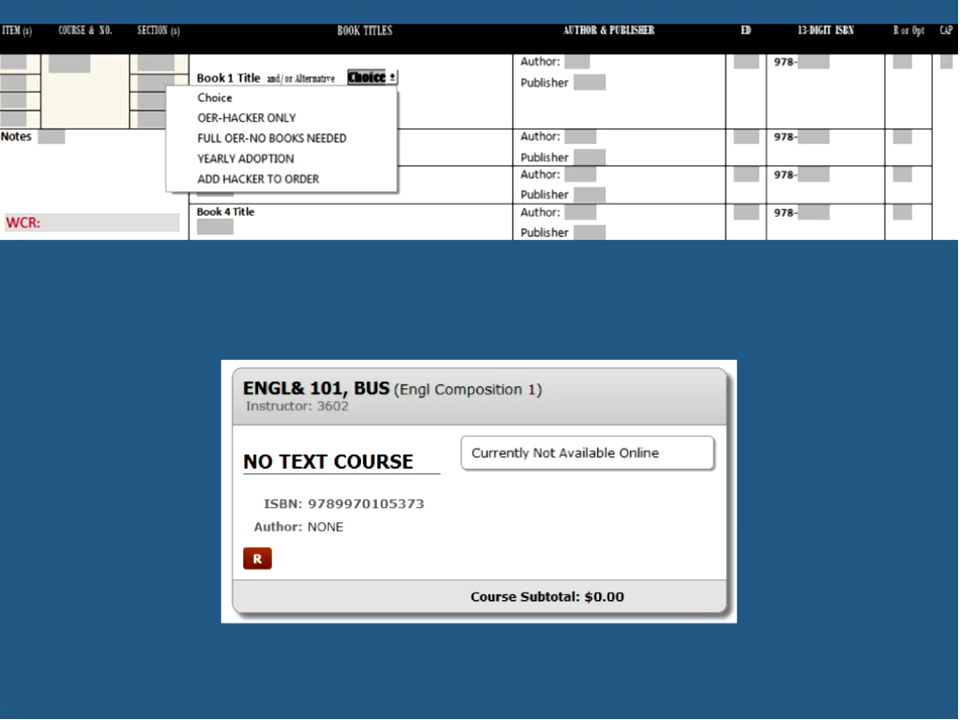 ITEM (s) COURSE & NO. SECTION (s) BOOK TITLES AUTHOR & PUBLISHER ED 13-DIGIT ISBN R or Opt CAP
Book 1 Title and/or Alternative Choice
Choice
OER-HACKER ONLY
FULL OER-NO BOOKS NEEDED
YEARLY ADOPTION
ADD HACKER TO ORDER
Author: 978-
Publisher
Notes
Author: 978-
Publisher
Author: 978-
Publisher
WCR:
Book 4 Title
Author: 978-
Publisher
ENGL& 101, BUS (Engl Composition 1)
Instructor: 3602
NO TEXT COURSE
Currently Not Available Online
ISBN: 9789970105373
Author: NONE
R
Course Subtotal: $0.00